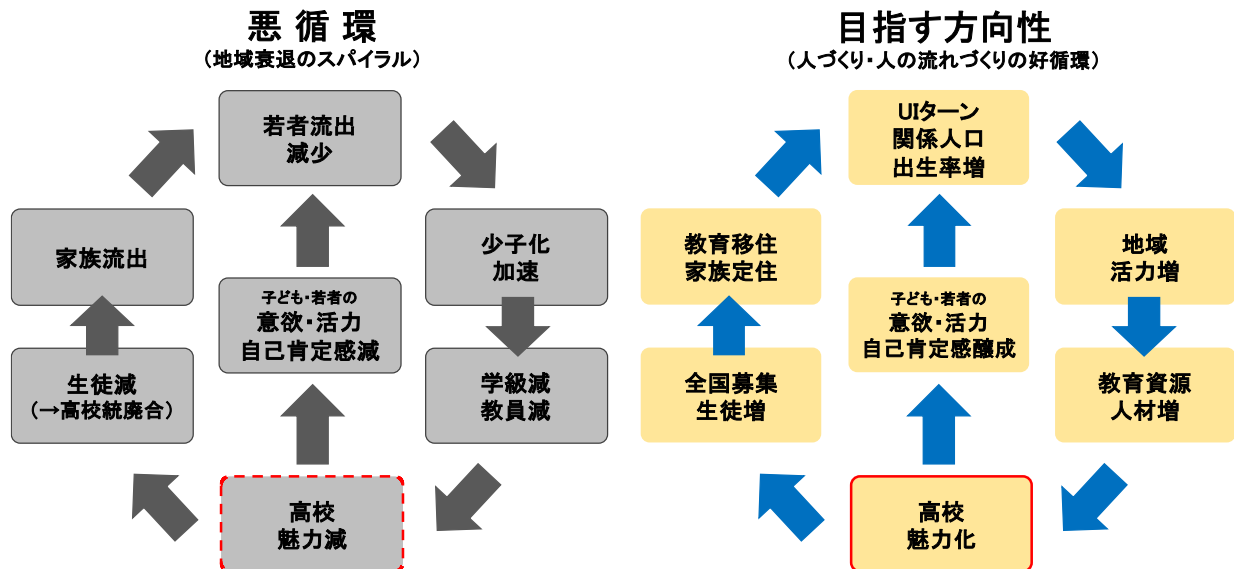 悪循環
（地域衰退のスパイラル）
若者流出
減少
家族流出
少子化
加速
子ども・若者の
意欲・活力
自己肯定感減
生徒減
（→高校統廃合）
学級減
教員減
高校
魅力減
目指す方向性
（人づくり・人の流れづくりの好循環）
UIターン
関係人口
出生率増
教育移住
家族定住
地域
活力増
子ども・若者の
意欲・活力
自己肯定感醸成
全国募集
生徒増
教育資源
人材増
高校
魅力化